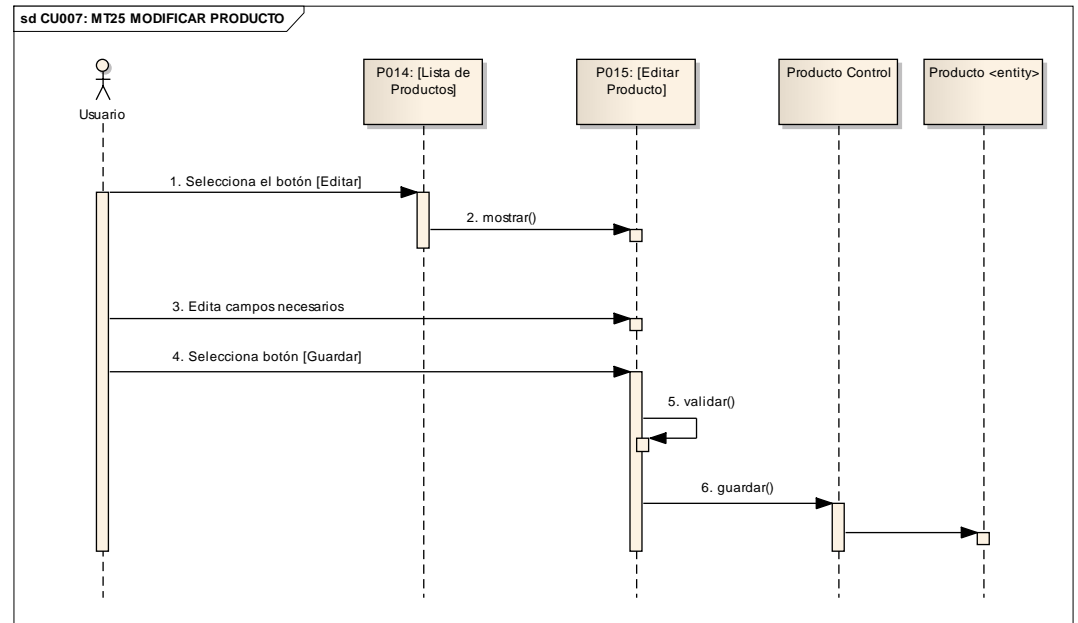 sd CU007: MT25 MODIFICAR PRODUCTO
Usuario
P014: [Lista de
Productos]
P015: [Editar
Producto]
Producto Control
Producto <entity>
1. Selecciona el botón [Editar]
2. mostrar()
3. Edita campos necesarios
4. Selecciona botón [Guardar]
5. validar()
6. guardar()